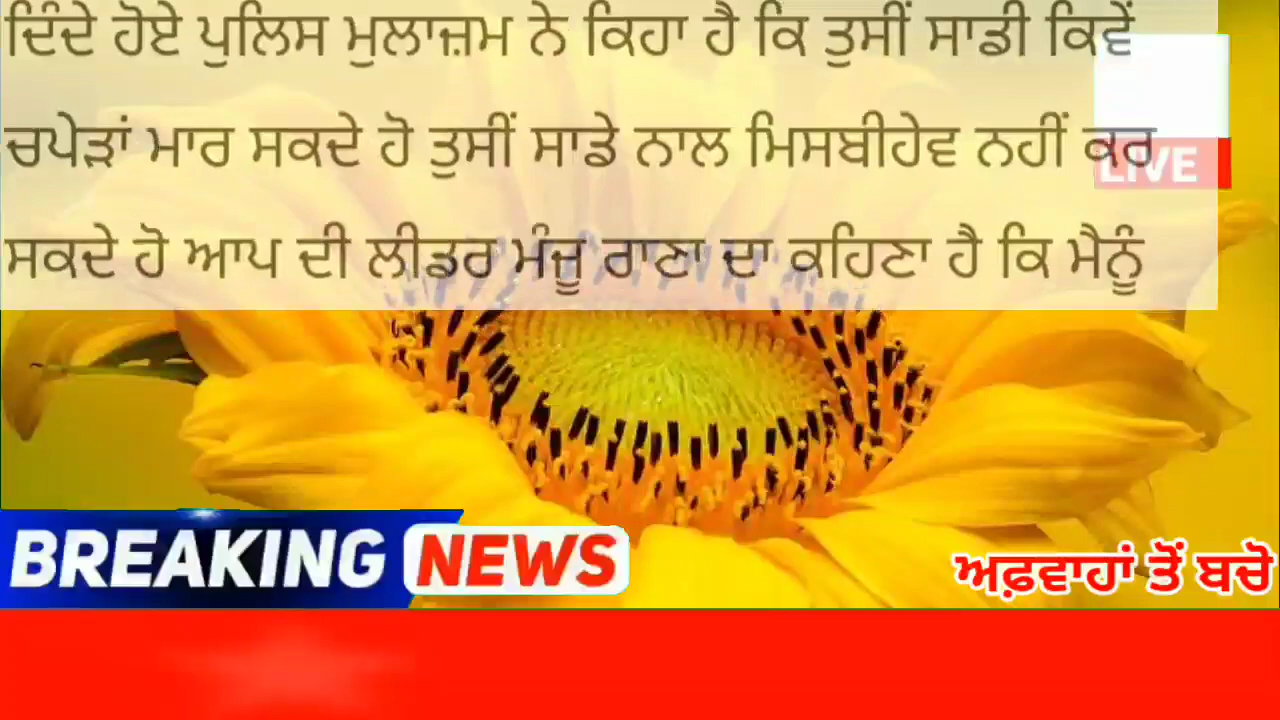 ਦਿੰਦੇ ਹੋਏ ਪੁਲਿਸ ਮੁਲਾਜ਼ਮ ਨੇ ਕਿਹਾ ਹੈ ਕਿ ਤੁਸੀਂ ਸਾਡੀ ਕਿਵੇਂ
ਚਪੇੜਾਂ ਮਾਰ ਸਕਦੇ ਹੋ ਤੁਸੀਂ ਸਾਡੇ ਨਾਲ ਮਿਸਬੀਹੇਵ ਨਹੀਂ ਕਰ
LIVE
ਸਕਦੇ ਹੋ ਆਪ ਦੀ ਲੀਡਰ ਮੰਜੂ ਰਾਣਾ ਦਾ ਕਹਿਣਾ ਹੈ ਕਿ ਮੈਨੂੰ
BREAKING NEWS
ਅਫ਼ਵਾਹਾਂ ਤੋਂ ਬਚੋ